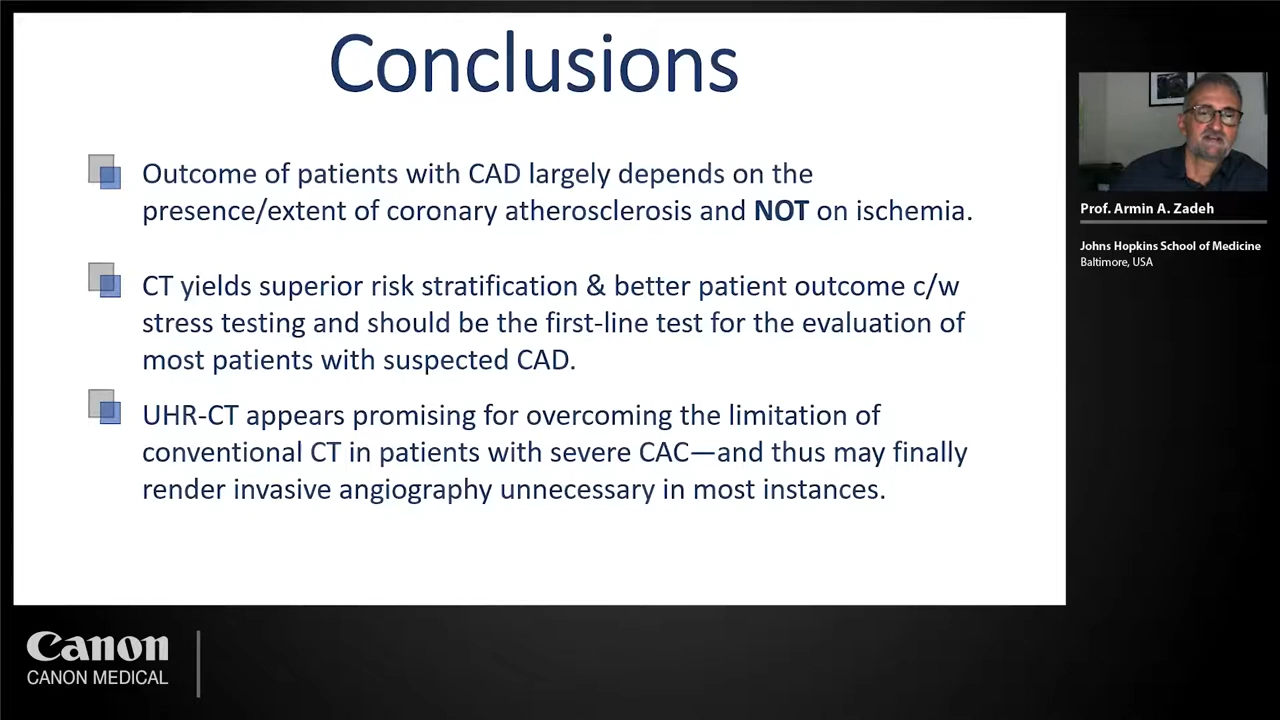 Conclusions
Outcome of patients with CAD largely depends on the
presence/extent of coronary atherosclerosis and NOT on ischemia.
CT yields superior risk stratification & better patient outcome c/w
stress testing and should be the first-line test for the evaluation of
most patients with suspected CAD.
UHR-CT appears promising for overcoming the limitation of
conventional CT in patients with severe CAC—and thus may finally
render invasive angiography unnecessary in most instances.
Prof. Armin A. Zadeh
Johns Hopkins School of Medicine
Baltimore, USA
Canon
CANON MEDICAL